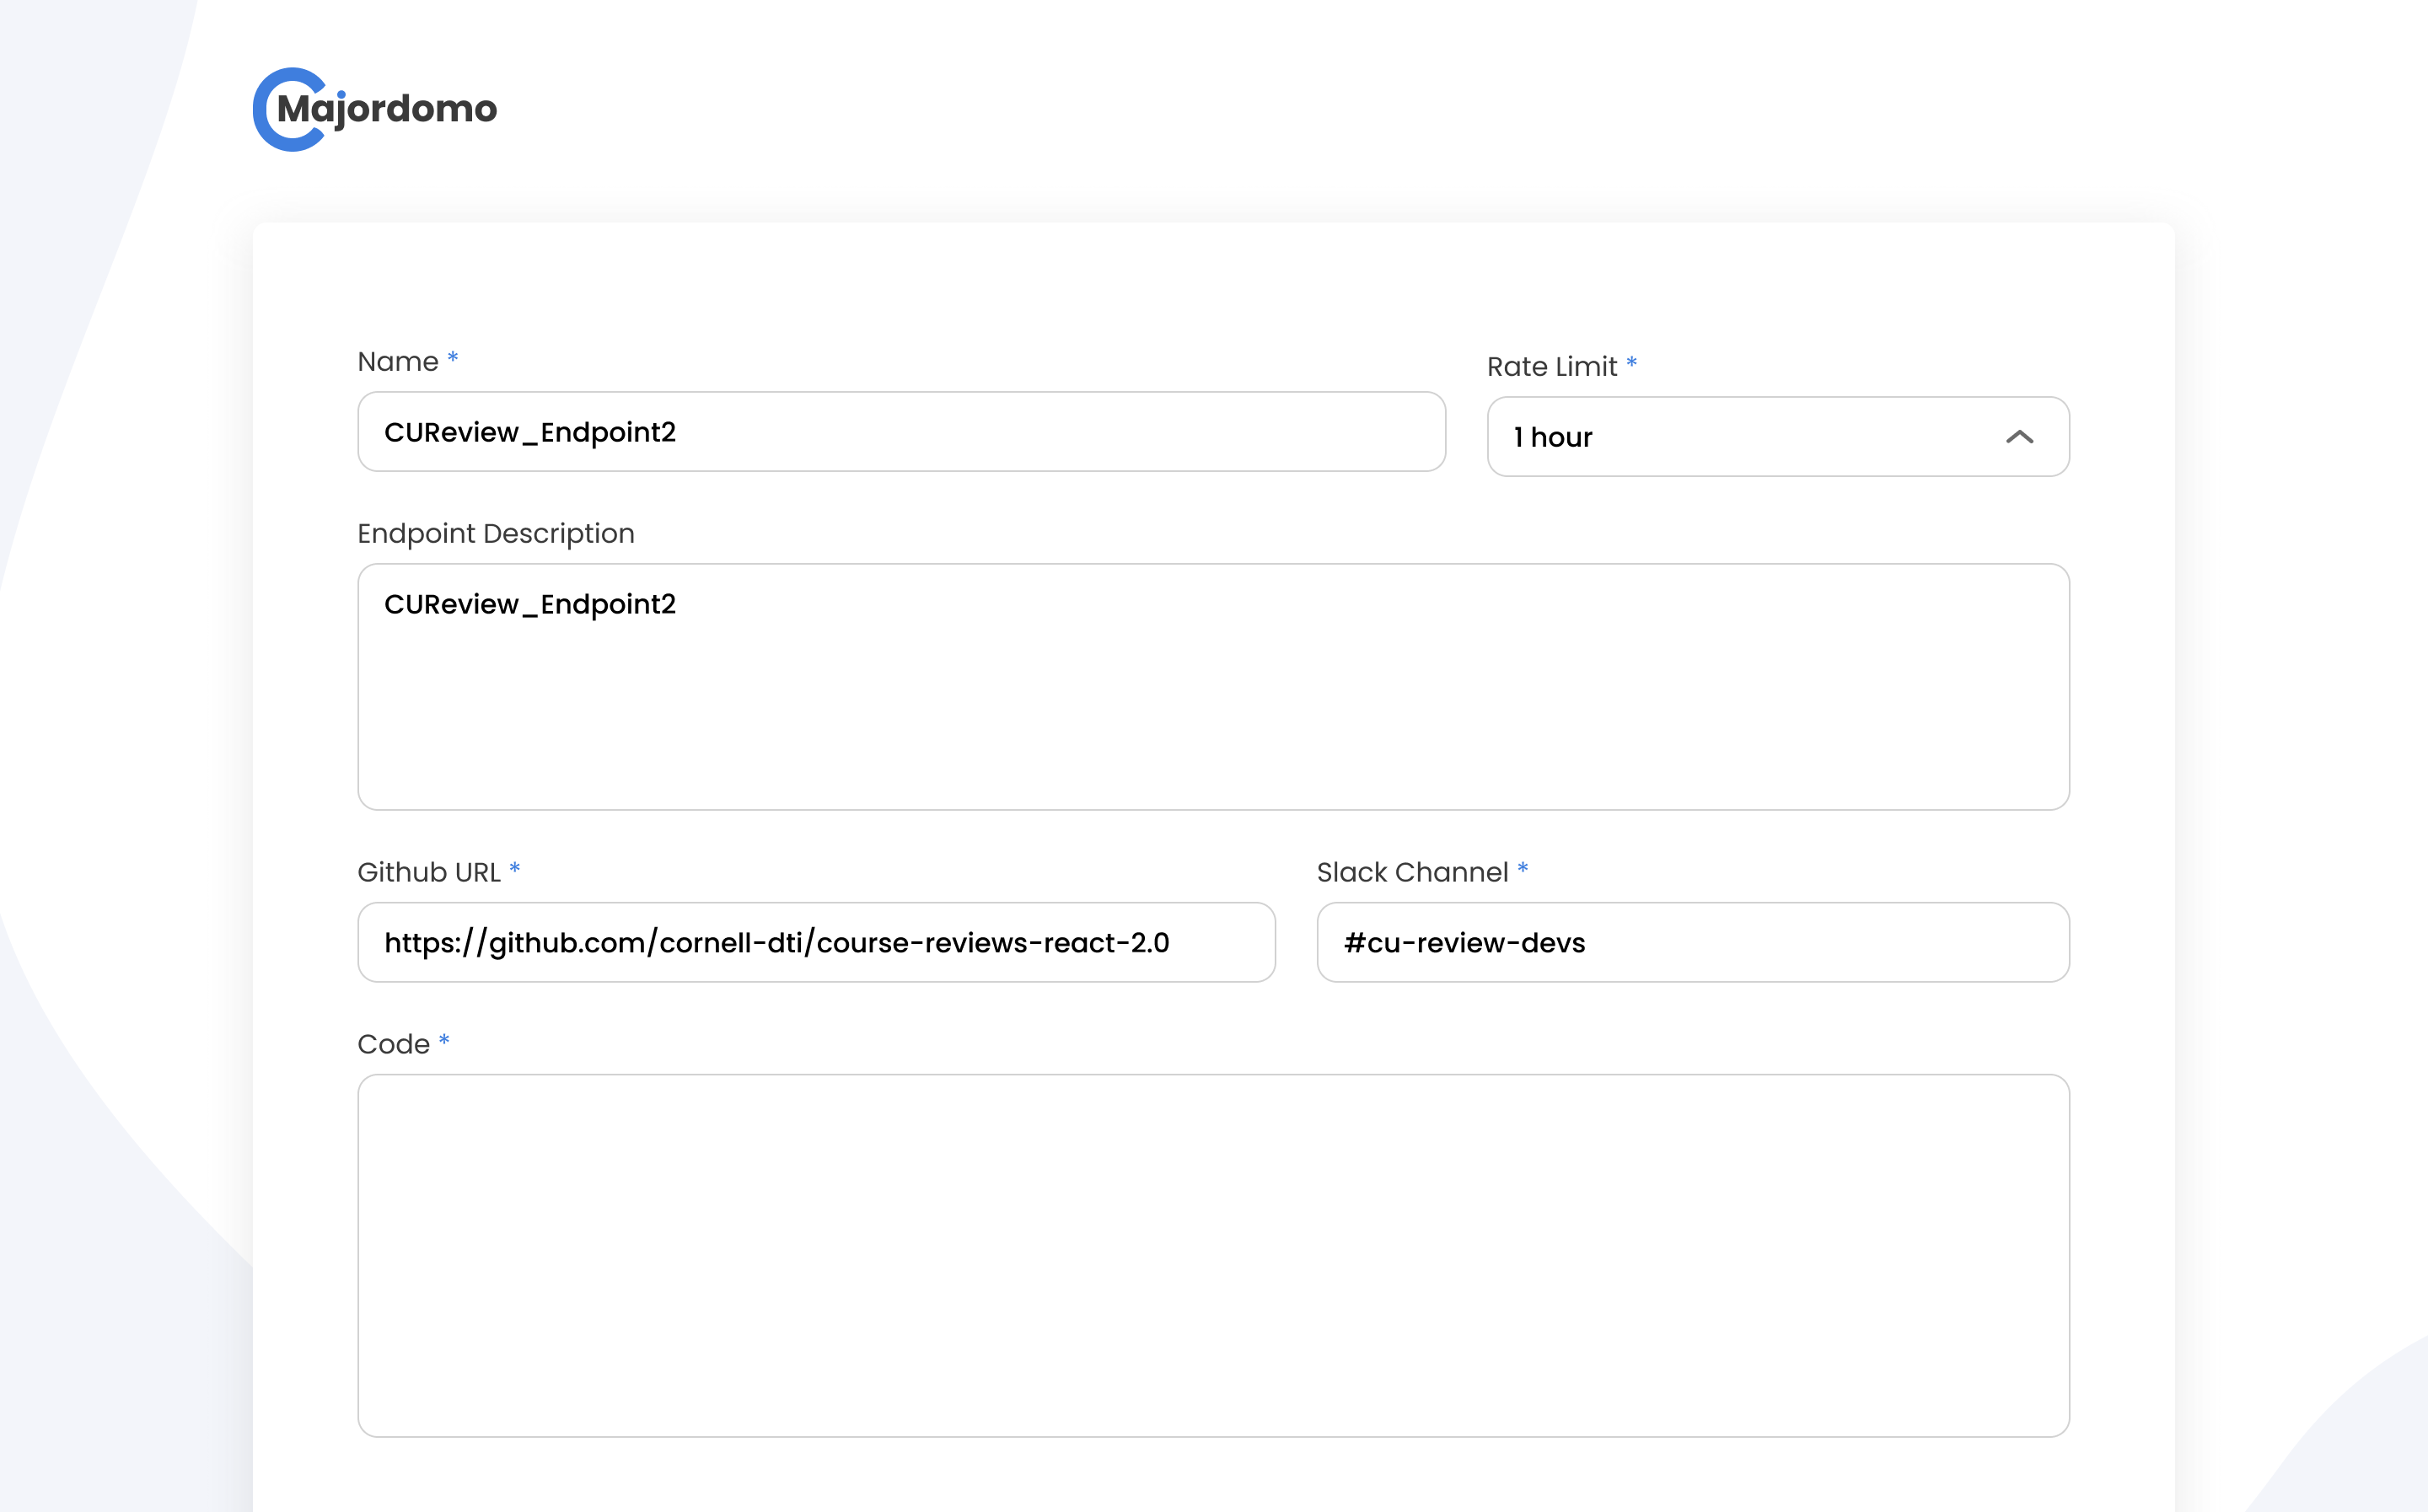 Majordomo
Name *
Rate Limit *
CUReview_Endpoint2
1 hour
Endpoint Description
CUReview_Endpoint2
Github URL *
Slack Channel *
https://github.com/cornell-dti/course-reviews-react-2.0
#cu-review-devs
Code *